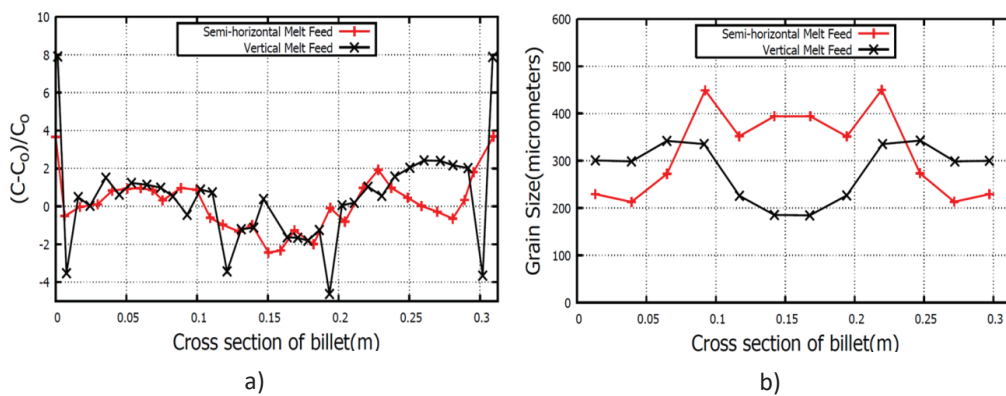 Semi-horizontal Melt Feed
Vertical Melt Feed
(C-Co)/Co
10
8
6
4
2
0
-2
-4
0
0.05
0.1
0.15
0.2
0.25
0.3
Cross section of billet(m)
a)
Semi-horizontal Melt Feed
Vertical Melt Feed
Grain Size(micrometers)
600
500
400
300
200
100
0
0
0.05
0.1
0.15
0.2
0.25
0.3
Cross section of billet(m)
b)